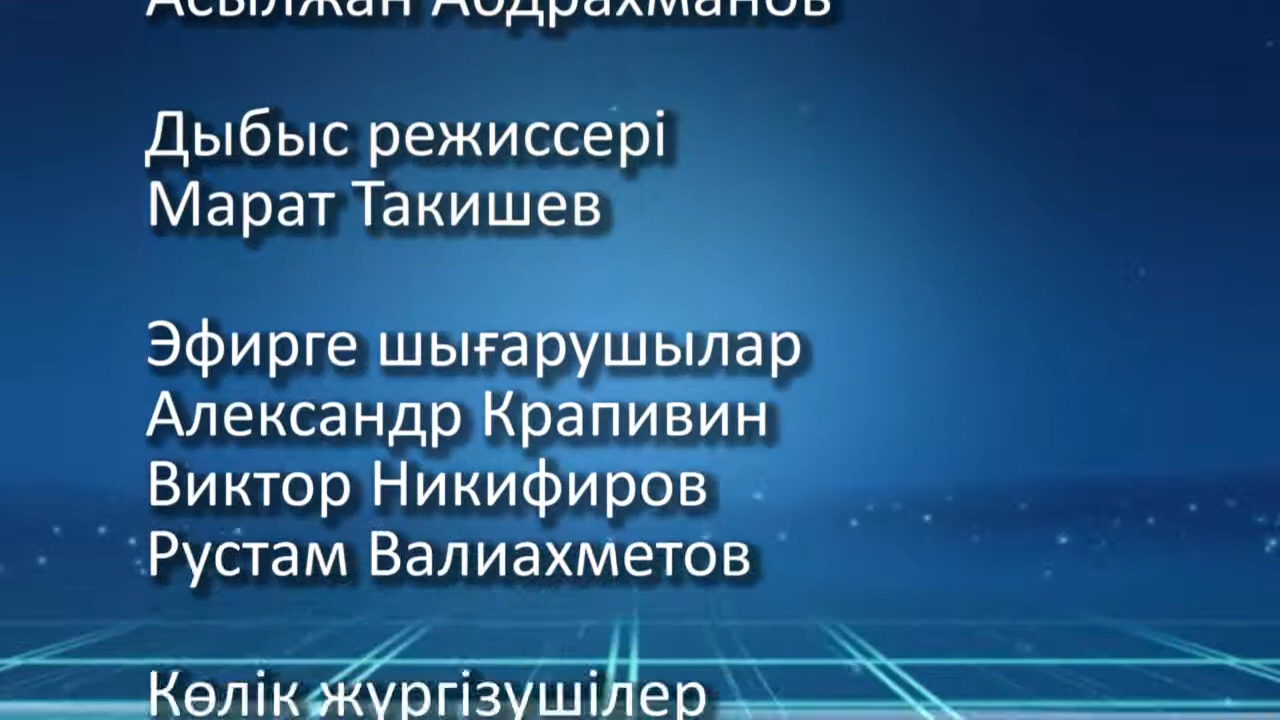 Асылжан Абдрахманов
Дыбыс режиссері
Марат Такишев
Эфирге шығарушылар
Александр Крапивин
Виктор Никифиров
Рустам Валиахметов
Көлік жүргізушілер